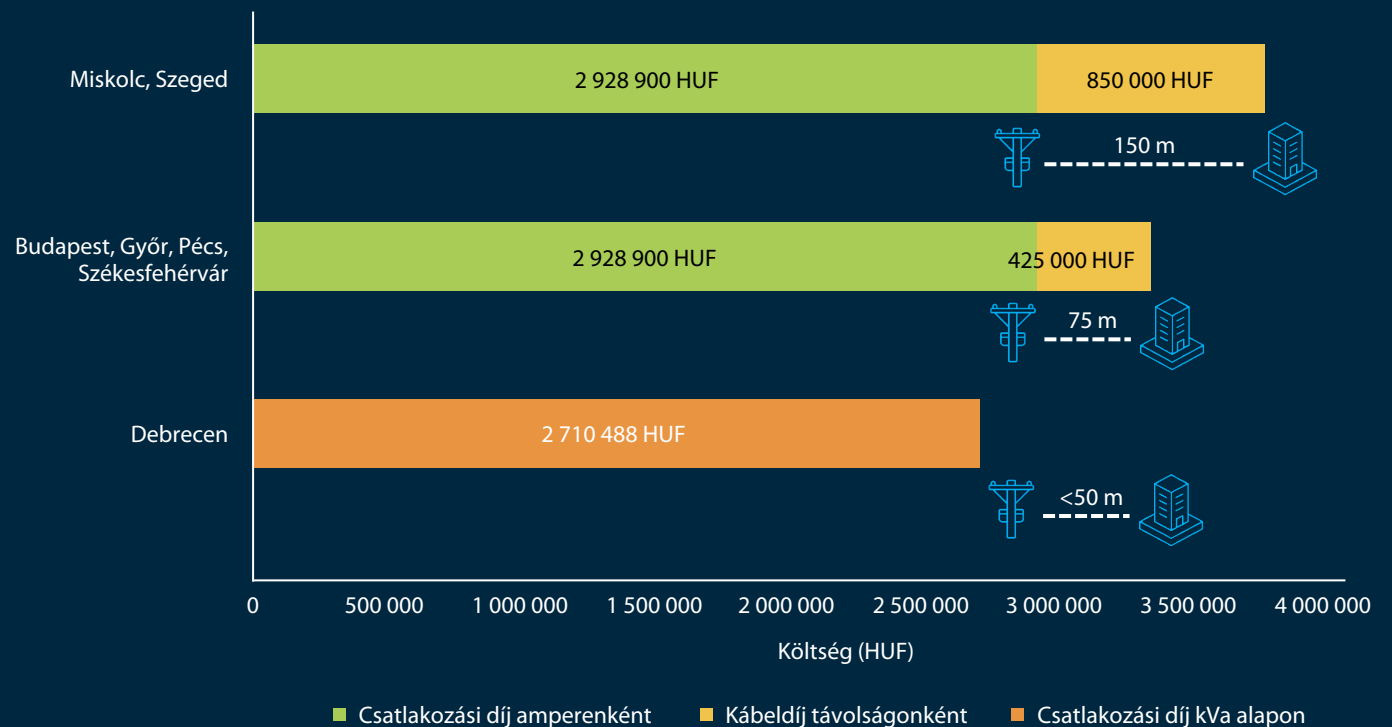 Miskolc, Szeged
2 928 900 HUF
850 000 HUF
150 m
Budapest, Győr, Pécs,
Székesfehérvár
2 928 900 HUF
425 000 HUF
75 m
Debrecen
2 710 488 HUF
<50 m
0 500 000 1 000 000 1 500 000 2 000 000 2 500 000 3 000 000 3 500 000 4 000 000
Költség (HUF)
Csatlakozási díj amperenként Kábeldíj távolságonként Csatlakozási díj kVa alapon